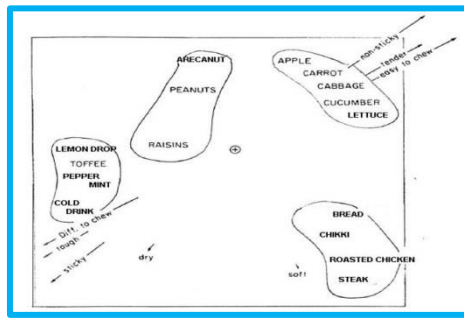 ARECANUT
PEANUTS
RAISINS
APPLE
CARROT
CABBAGE
CUCUMBER
LETTUCE
non-sticky
tender
easy to chew
LEMON DROP
TOFFEE
PEPPER
MINT
COLD
DRINK
Diff. to chew
tough
sticky
dry
soft
BREAD
CHIKKI
ROASTED CHICKEN
STEAK